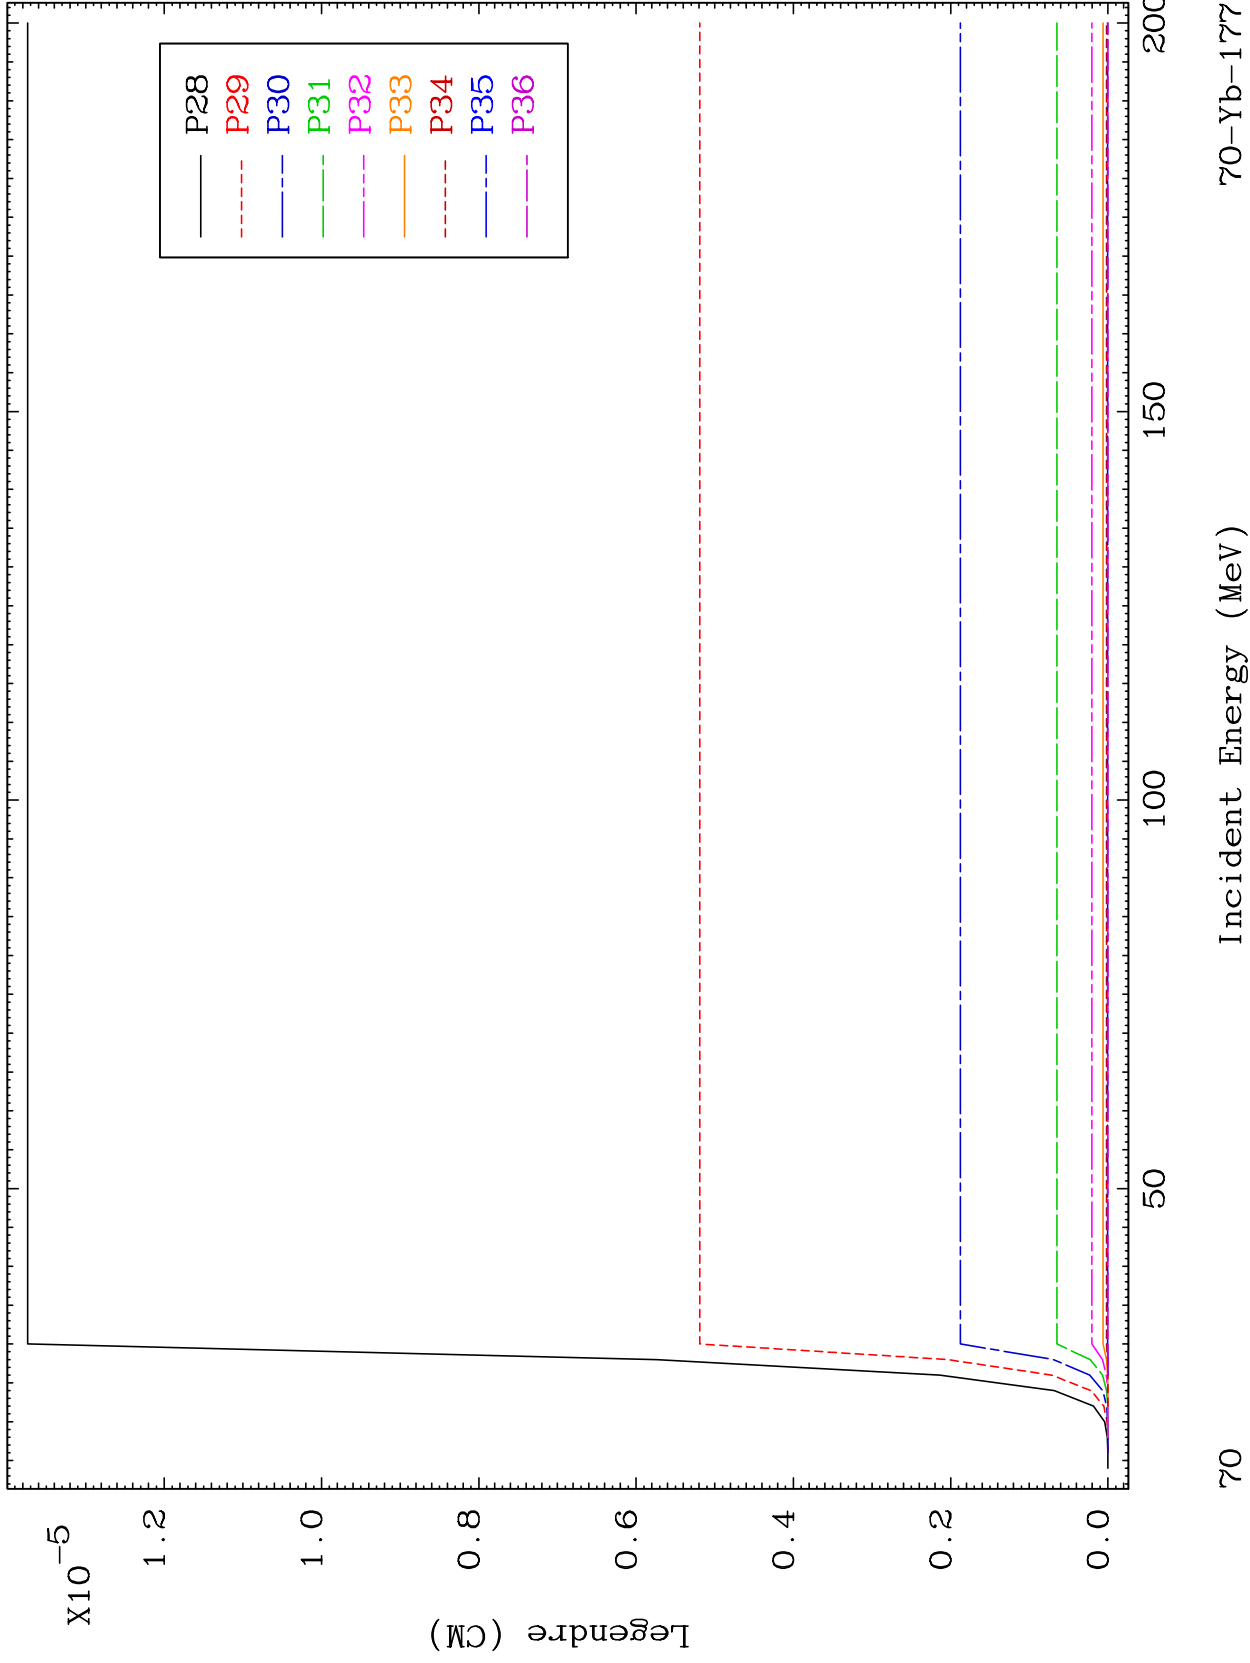 X10-5
1.2
1.0
0.8
0.6
0.4
0.2
0.0
Legendre (CM)
P28
P29
P30
P31
P32
P33
P34
P35
P36
50
100
150
200
70
Incident Energy (MeV)
70-Yb-177